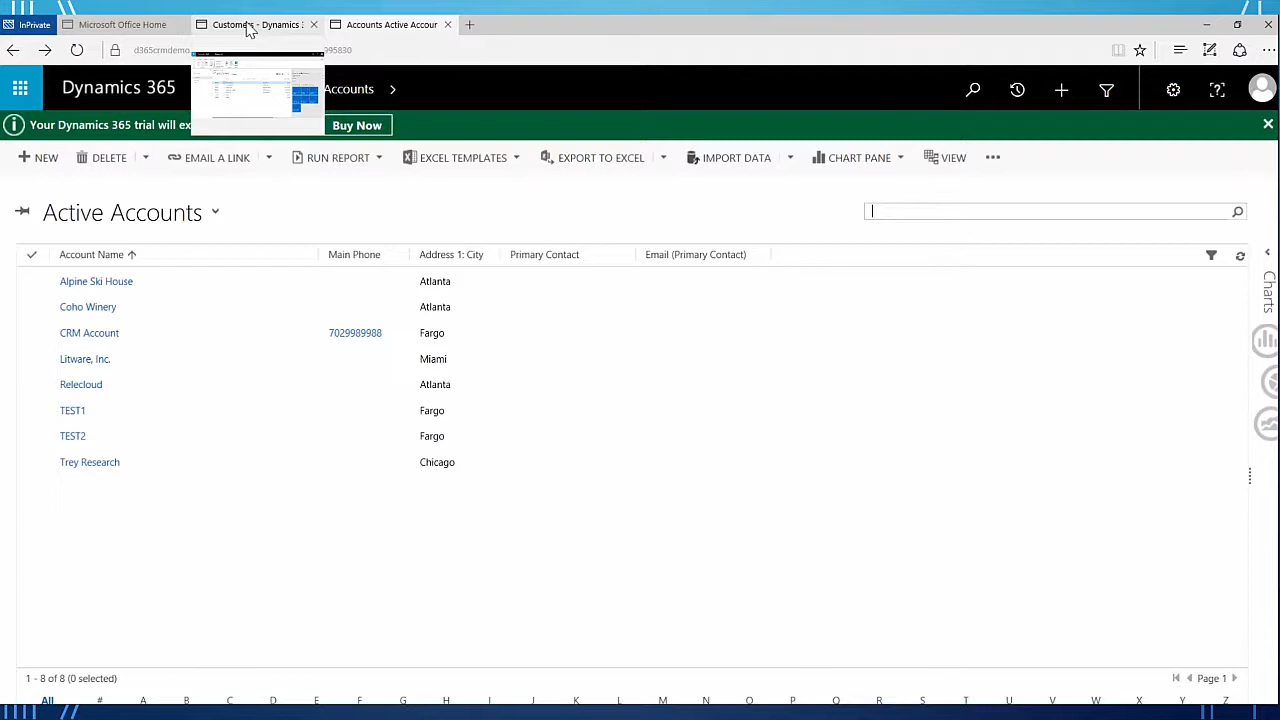 InPrivate Microsoft Office Home Customers - Dynamics : Accounts Active Accour
d365crmdemo 995830
Dynamics 365 Accounts
Your Dynamics 365 trial will ex Buy Now
NEW DELETE EMAIL A LINK RUN REPORT EXCEL TEMPLATES EXPORT TO EXCEL IMPORT DATA CHART PANE VIEW
Active Accounts
Account Name Main Phone Address 1: City Primary Contact Email (Primary Contact)
Alpine Ski House Atlanta
Coho Winery Atlanta
CRM Account 7029989988 Fargo
Litware, Inc. Miami
Relecloud Atlanta
TEST1 Fargo
TEST2 Fargo
Trey Research Chicago
Charts
1 - 8 of 8 (0 selected) Page 1
All # A B C D E F G H I J K L M N O P Q R S T U V W X Y Z